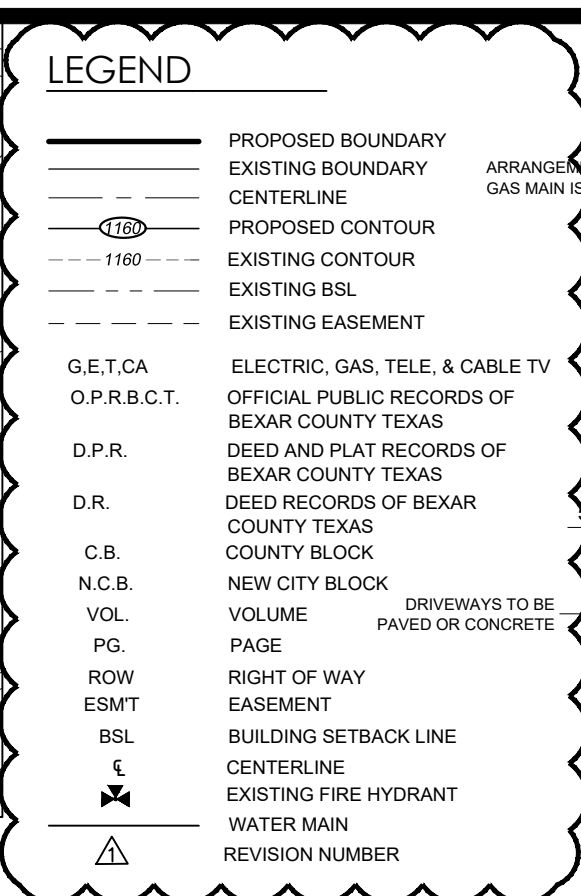 LEGEND
PROPOSED BOUNDARY
EXISTING BOUNDARY
ARRANGEM
GAS MAIN IS
CENTERLINE
1160 PROPOSED CONTOUR
1160 EXISTING CONTOUR
EXISTING BSL
EXISTING EASEMENT
G,E,T,CA ELECTRIC, GAS, TELE, & CABLE TV
O.P.R.B.C.T. OFFICIAL PUBLIC RECORDS OF
BEXAR COUNTY TEXAS
D.P.R. DEED AND PLAT RECORDS OF
BEXAR COUNTY TEXAS
D.R. DEED RECORDS OF BEXAR
COUNTY TEXAS
C.B. COUNTY BLOCK
N.C.B. NEW CITY BLOCK
VOL. VOLUME
DRIVEWAYS TO BE
PAVED OR CONCRETE
PG. PAGE
ROW RIGHT OF WAY
ESM'T EASEMENT
BSL BUILDING SETBACK LINE
℄ CENTERLINE
EXISTING FIRE HYDRANT
WATER MAIN
1 REVISION NUMBER